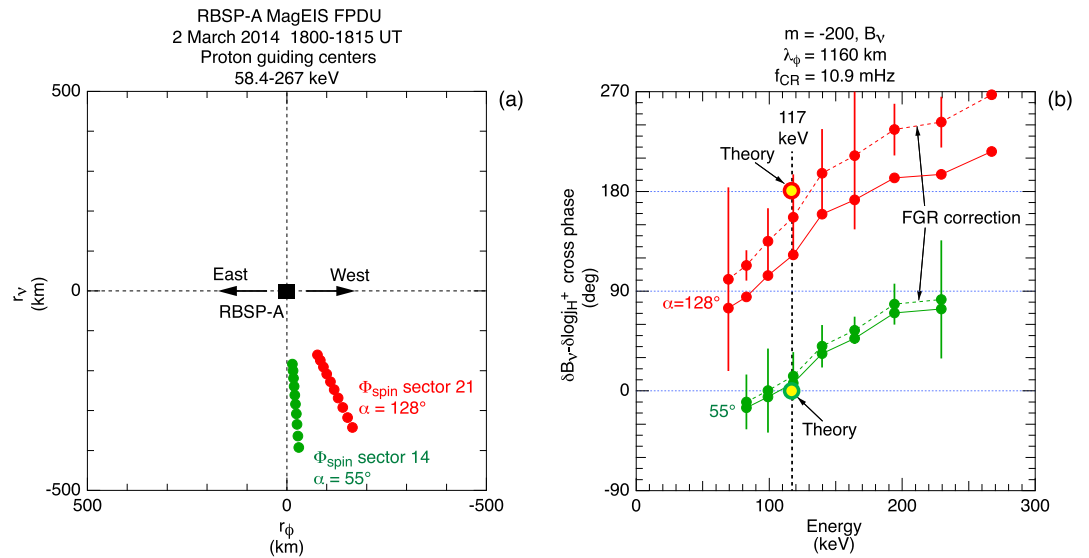 RBSP-A MagEIS FPDU
2 March 2014 1800-1815 UT
Proton guiding centers
58.4-267 keV
(a)
500
0
-500
rν
(km)
East
West
RBSP-A
Φspin sector 21
α = 128°
Φspin sector 14
α = 55°
500
0
-500
rϕ
(km)
m = -200, Bν
λϕ = 1160 km
fCR = 10.9 mHz
(b)
270
180
90
0
-90
δBν-δlogjH+ cross phase
(deg)
117
keV
Theory
FGR correction
α=128°
55°
Theory
0
100
200
300
Energy
(keV)